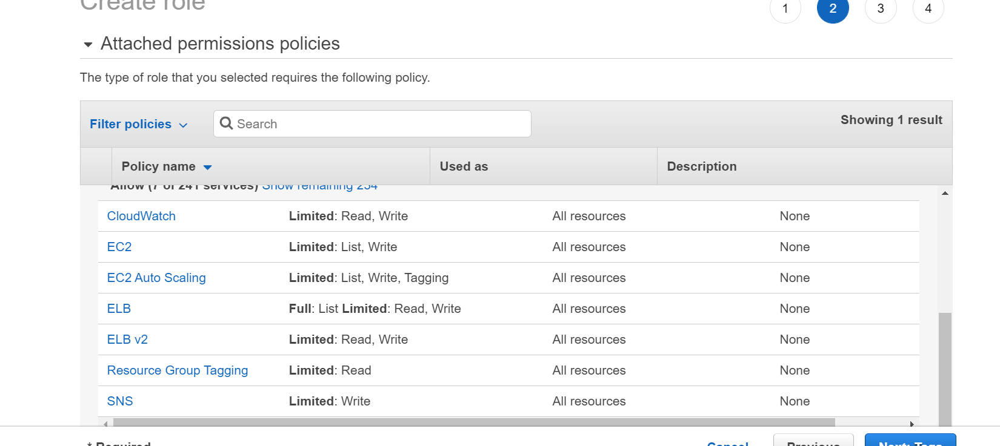 Create role
1 2 3 4
Attached permissions policies
The type of role that you selected requires the following policy.
Filter policies Search Showing 1 result
Policy name Used as Description
Allow (7 of 241 services) Show remaining 234
CloudWatch Limited: Read, Write All resources None
EC2 Limited: List, Write All resources None
EC2 Auto Scaling Limited: List, Write, Tagging All resources None
ELB Full: List Limited: Read, Write All resources None
ELB v2 Limited: Read, Write All resources None
Resource Group Tagging Limited: Read All resources None
SNS Limited: Write All resources None
* Required Cancel Previous Next: Tags